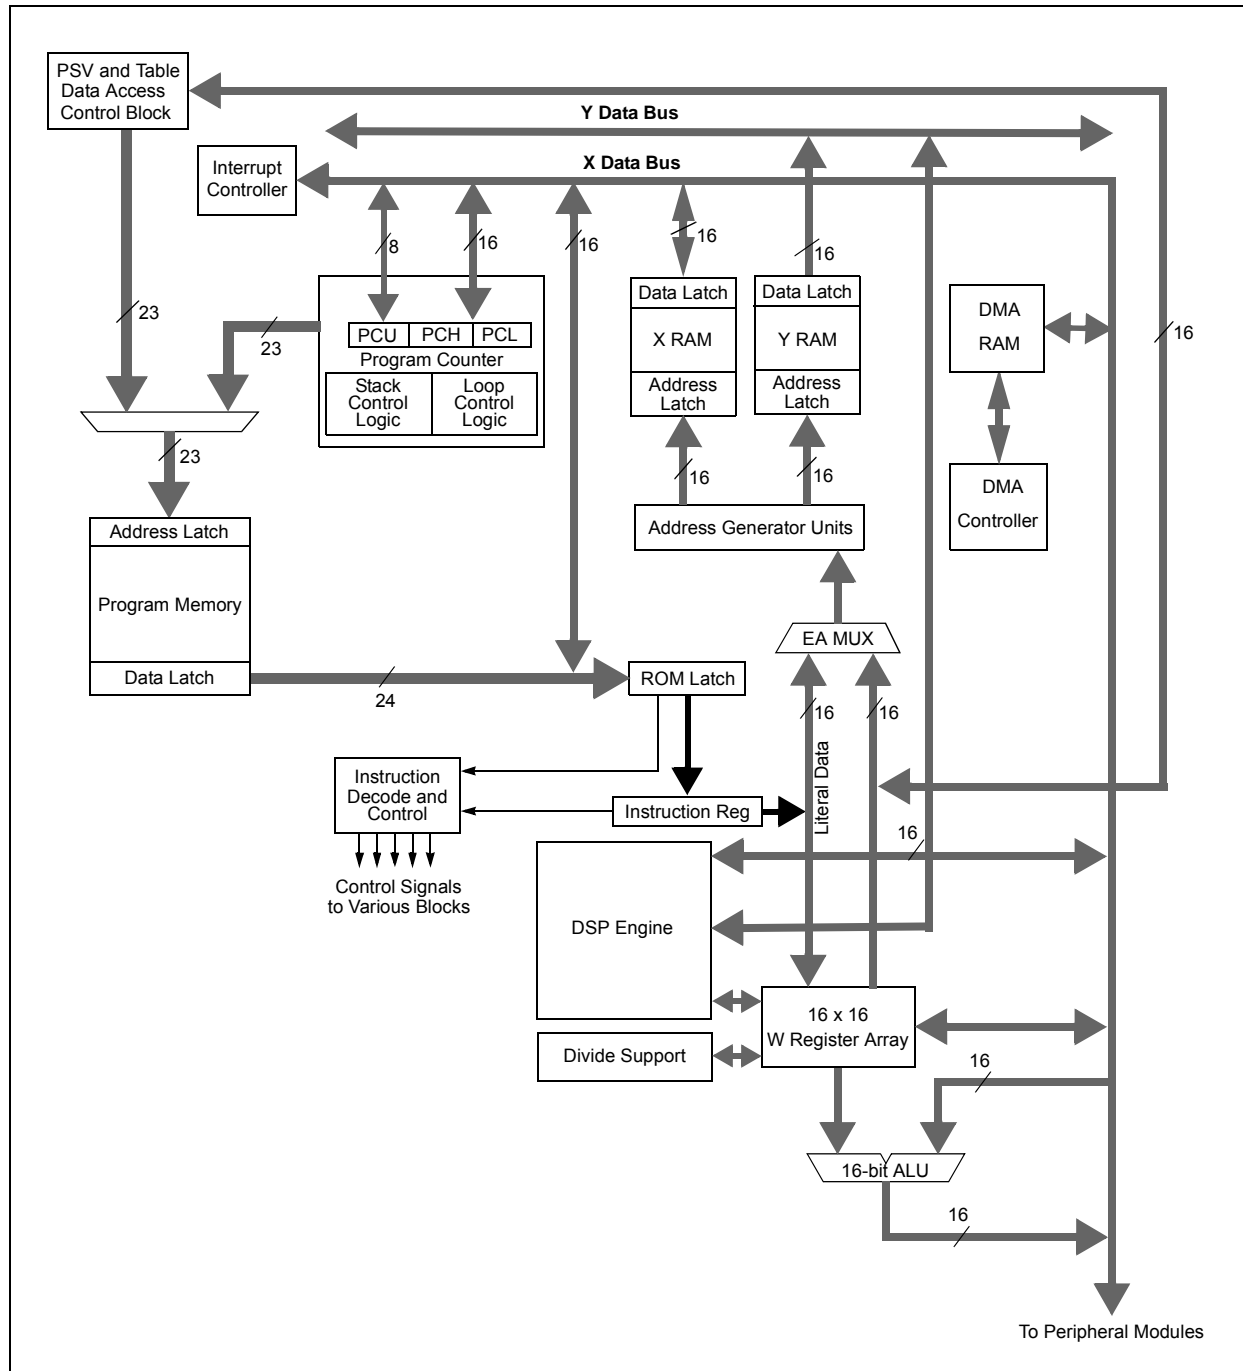 PSV and Table
Data Access
Control Block
Y Data Bus
Interrupt
Controller
X Data Bus
8
16
16
16
16
23
23
PCU
PCH
PCL
Program Counter
Stack
Control
Logic
Loop
Control
Logic
Data Latch
X RAM
Address
Latch
Data Latch
Y RAM
Address
Latch
DMA
RAM
16
23
16
16
Address Generator Units
DMA
Controller
Address Latch
Program Memory
Data Latch
24
EA MUX
ROM Latch
16
16
Literal Data
Instruction
Decode and
Control
Instruction Reg
Control Signals
to Various Blocks
16
DSP Engine
16 x 16
W Register Array
Divide Support
16
16-bit ALU
16
To Peripheral Modules